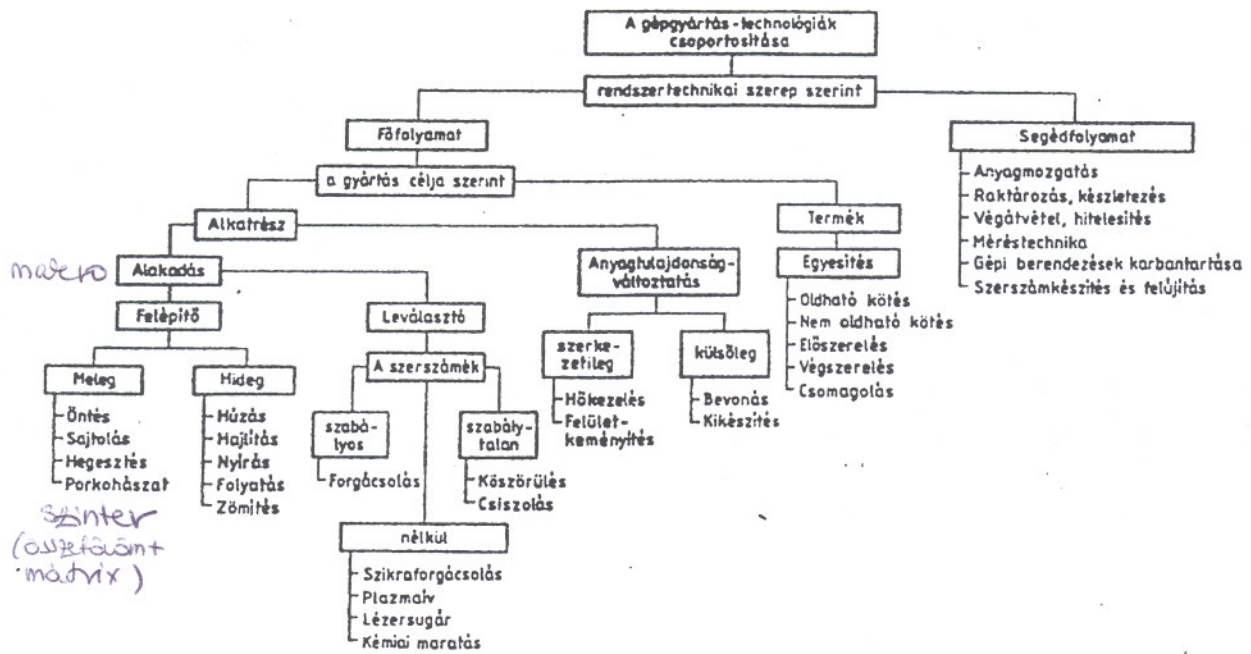 A gépgyártás-technológiák
csoportosítása
rendszertechnikai szerep szerint
Főfolyamat
Segédfolyamat
a gyártás célja szerint
Anyagmozgatás
Raktározás, készletezés
Végátvétel, hitelesítés
Méréstechnika
Gépi berendezések karbantartása
Szerszámkészítés és felújítás
Alkatrész
Termék
Alakadás
Anyagtulajdonság-
változtatás
Egyesítés
Oldható kötés
Nem oldható kötés
Előszerelés
Végszerelés
Csomagolás
Felépítő
Leválasztó
szerke-
zetileg
Hőkezelés
Felület-
keményítés
külsőleg
Bevonás
Kikészítés
Meleg
Öntés
Sajtolás
Hegesztés
Porkohászat
Hideg
Húzás
Hajlítás
Nyírás
Folyatás
Zömítés
A szerszámék
szabá-
lyos
Forgácsolás
szabály-
talan
Köszörülés
Csiszolás
nélkül
Szikraforgácsolás
Plazmaív
Lézersugár
Kémiai maratás
szinter
mátrix)